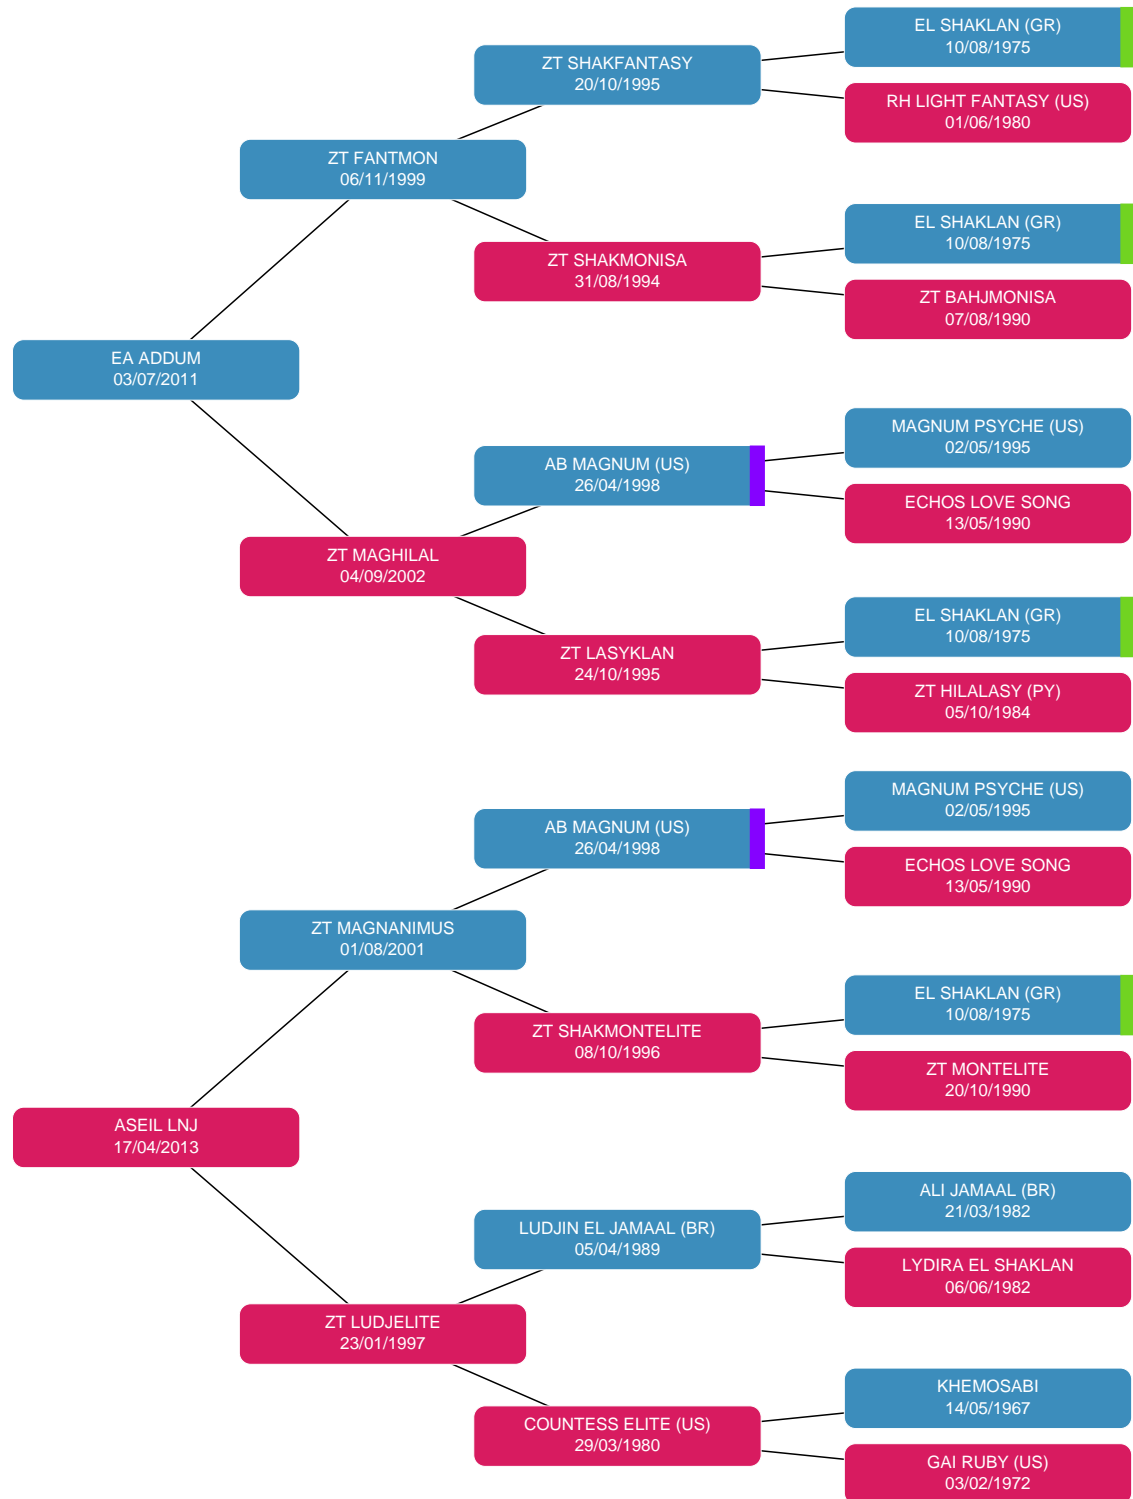 EL SHAKLAN (GR)
10/08/1975
ZT SHAKFANTASY
20/10/1995
RH LIGHT FANTASY (US)
01/06/1980
ZT FANTMON
06/11/1999
EL SHAKLAN (GR)
10/08/1975
ZT SHAKMONISA
31/08/1994
ZT BAHJMONISA
07/08/1990
EA ADDUM
03/07/2011
MAGNUM PSYCHE (US)
02/05/1995
AB MAGNUM (US)
26/04/1998
ECHOS LOVE SONG
13/05/1990
ZT MAGHILAL
04/09/2002
EL SHAKLAN (GR)
10/08/1975
ZT LASYKLAN
24/10/1995
ZT HILALASY (PY)
05/10/1984
MAGNUM PSYCHE (US)
02/05/1995
AB MAGNUM (US)
26/04/1998
ECHOS LOVE SONG
13/05/1990
ZT MAGNANIMUS
01/08/2001
EL SHAKLAN (GR)
10/08/1975
ZT SHAKMONTELITE
08/10/1996
ZT MONTELITE
20/10/1990
ASEIL LNJ
17/04/2013
ALI JAMAAL (BR)
21/03/1982
LUDJIN EL JAMAAL (BR)
05/04/1989
LYDIRA EL SHAKLAN
06/06/1982
ZT LUDJELITE
23/01/1997
KHEMOSABI
14/05/1967
COUNTESS ELITE (US)
29/03/1980
GAI RUBY (US)
03/02/1972